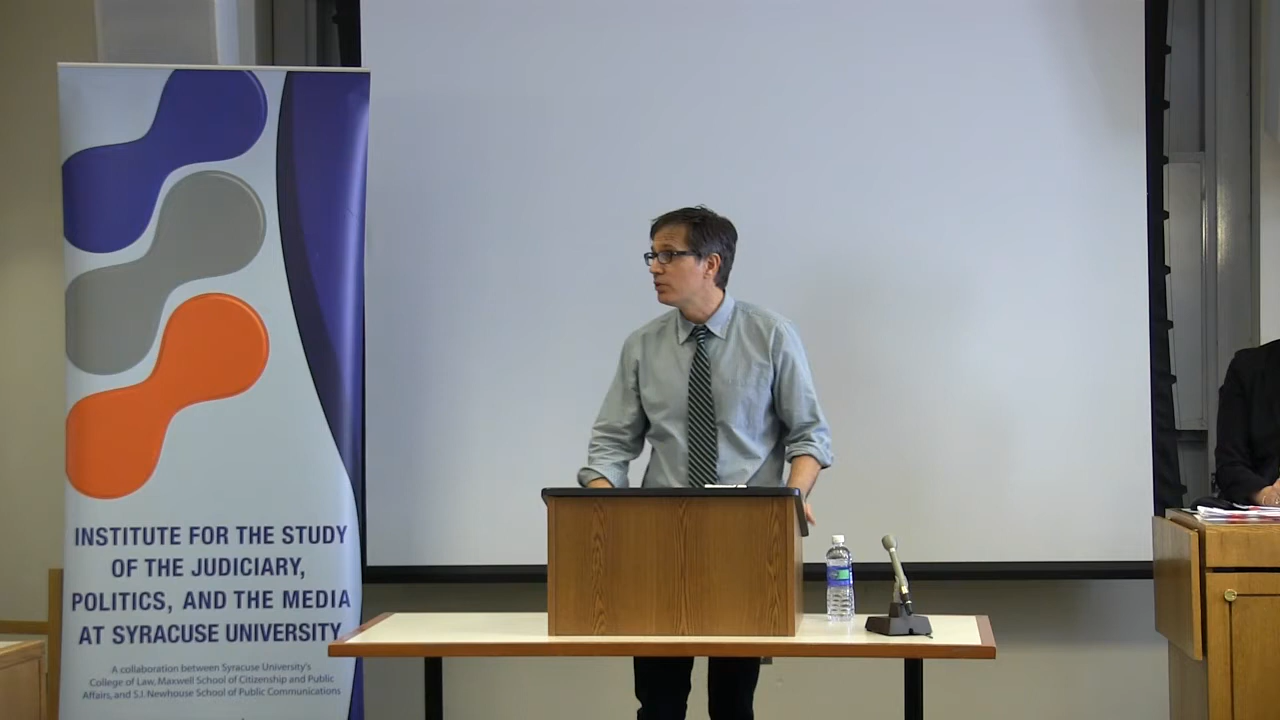 INSTITUTE FOR THE STUDY
OF THE JUDICIARY,
POLITICS, AND THE MEDIA
AT SYRACUSE UNIVERSITY
A collaboration between Syracuse University's
College of Law, Maxwell School of Citizenship and Public
Affairs, and S.I. Newhouse School of Public Communications